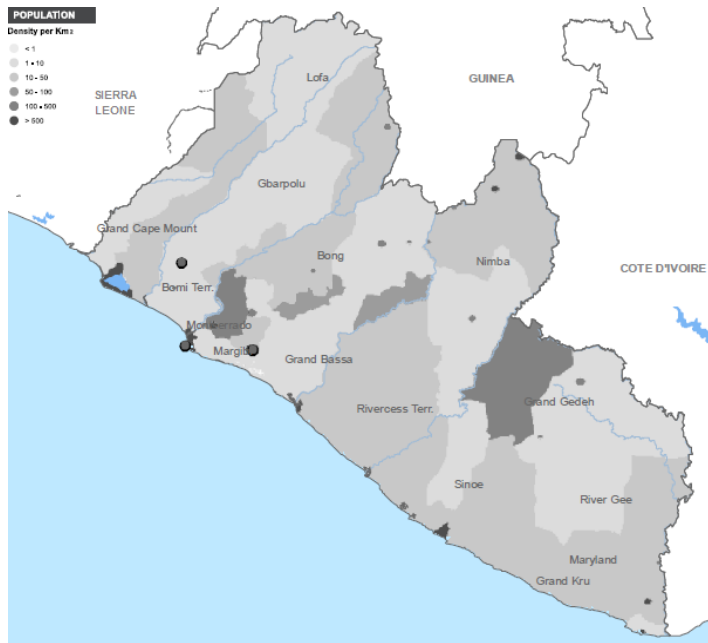 POPULATION
Density per Km2
< 1
1 - 10
10 - 50
50 - 100
100 - 500
> 500
Lofa
GUINEA
SIERRA
LEONE
Gbarpolu
Grand Cape Mount
Bong
Nimba
COTE D'IVOIRE
Bomi Terr.
Montserrado
Margibi
Grand Bassa
Rivercess Terr.
Grand Gedeh
Sinoe
River Gee
Maryland
Grand Kru